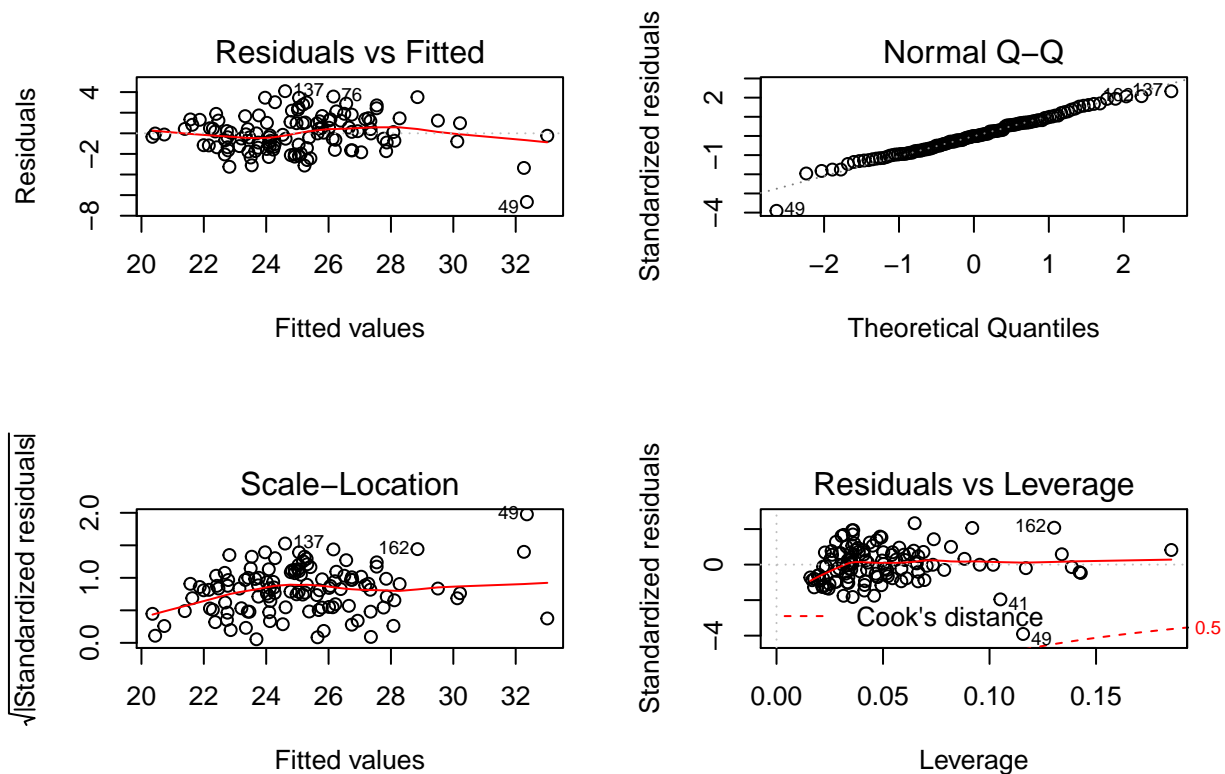 Residuals vs Fitted
Residuals
4
−2
−8
137
76
49
20 22 24 26 28 30 32
Fitted values
Normal Q−Q
Standardized residuals
2
−1
−4
162
137
49
−2 −1 0 1 2
Theoretical Quantiles
Scale−Location
√|Standardized residuals|
2.0
1.0
0.0
49
137
162
20 22 24 26 28 30 32
Fitted values
Residuals vs Leverage
Standardized residuals
0
−4
162
41
49
Cook's distance
0.5
0.00 0.05 0.10 0.15
Leverage